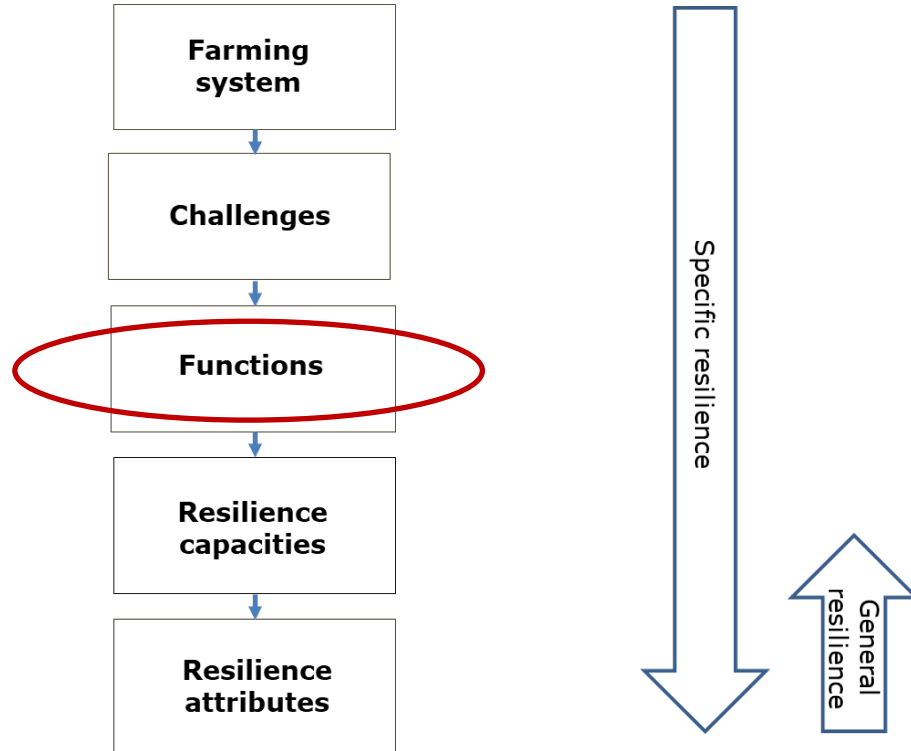 Farming
system
Challenges
Functions
Resilience
capacities
Resilience
attributes
Specific resilience
General
resilience